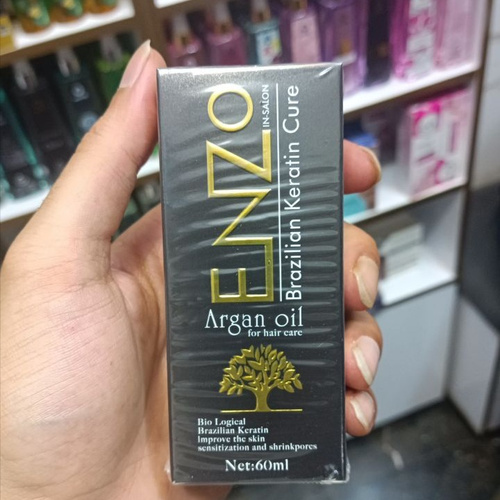 ENZO
IN-SALON
Brazilian Keratin Cure
Argan oil
for hair care
Bio Logical
Brazilian Keratin
improve the skin
sensitization and shrinkpores
Net:60ml